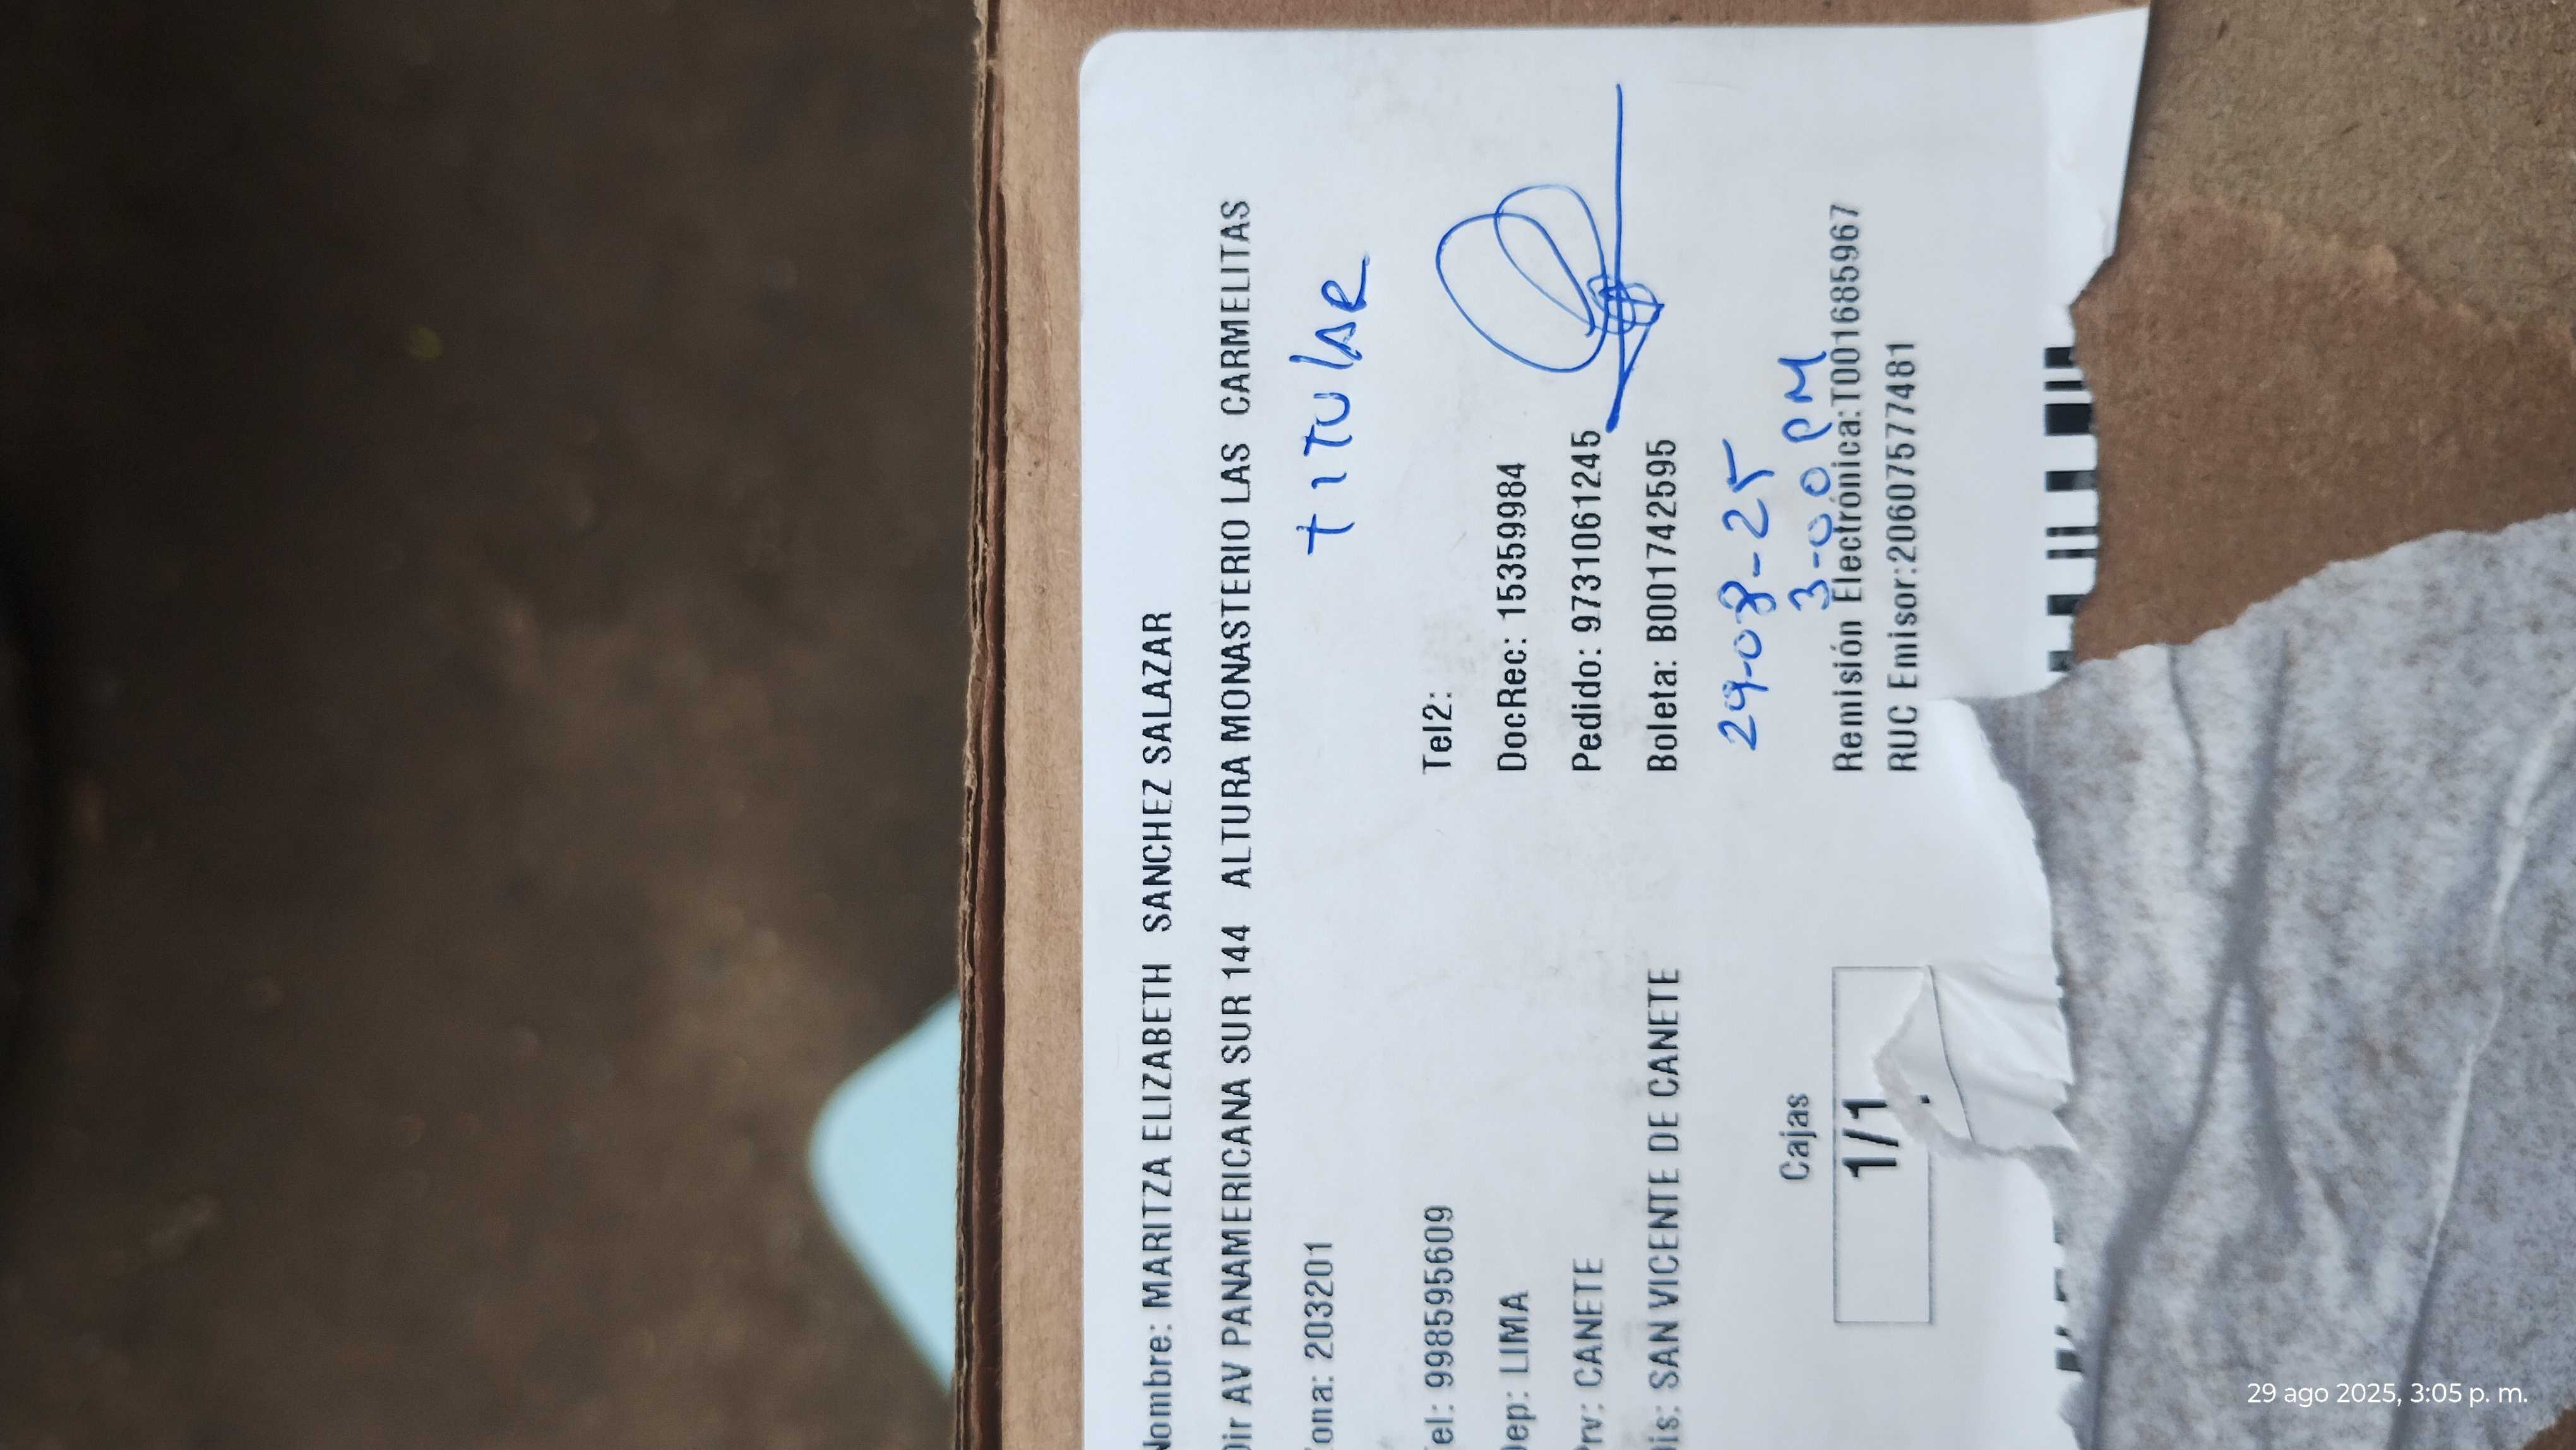 Nombre: MARITZA ELIZABETH SANCHEZ SALAZAR
Dir AV PANAMERICANA SUR 144 ALTURA MONASTERIO LAS CARMELITAS
Zona: 203201
titular
Tel: 998595609
Tel2:
Dep: LIMA
DocRec: 15359984
Prv: CANETE
Pedido: 97310061245
Dis: SAN VICENTE DE CANETE
Boleta: B001742595
29-08-25
3-00 PM
Cajas
1/1
Remisión Electrónica:T001685967
RUC Emisor:20607577481
29 ago 2025, 3:05 p. m.